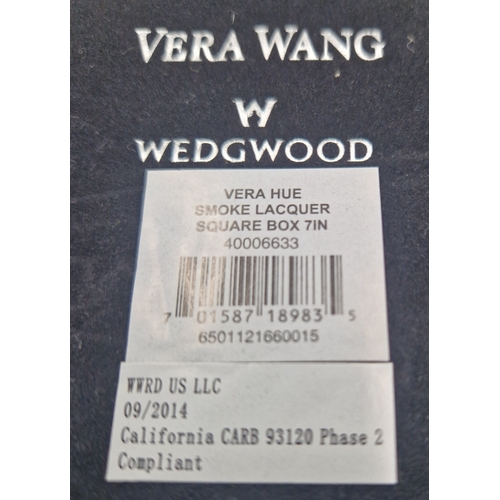 VERA WANG
W
WEDGWOOD
VERA HUE
SMOKE LACQUER
SQUARE BOX 7IN
40006633
7 01587 18983 5
6501121660015
WWRD US LLC
09/2014
California CARB 93120 Phase 2
Compliant